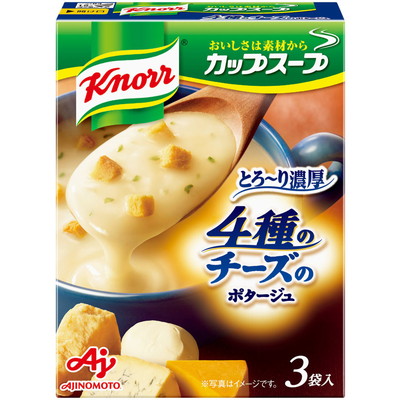 おいしさは素材から
カップスープ
Knorr
とろ〜り濃厚
4種の
チーズの
ポタージュ
AJINOMOTO
※写真はイメージです。
3袋入